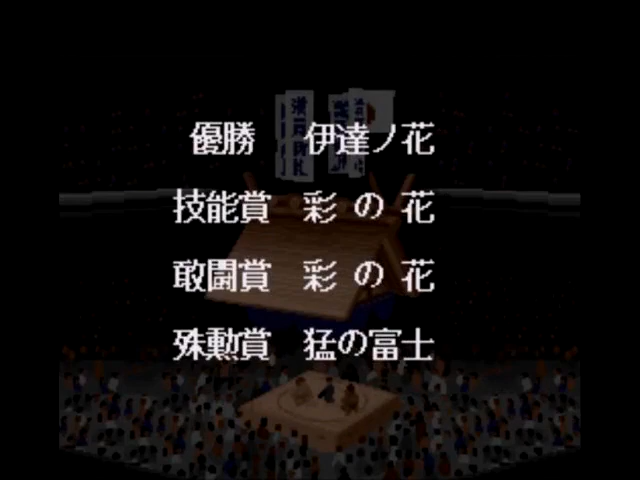 優勝　伊達ノ花
技能賞　彩の花
敢闘賞　彩の花
殊勲賞　猛の富士